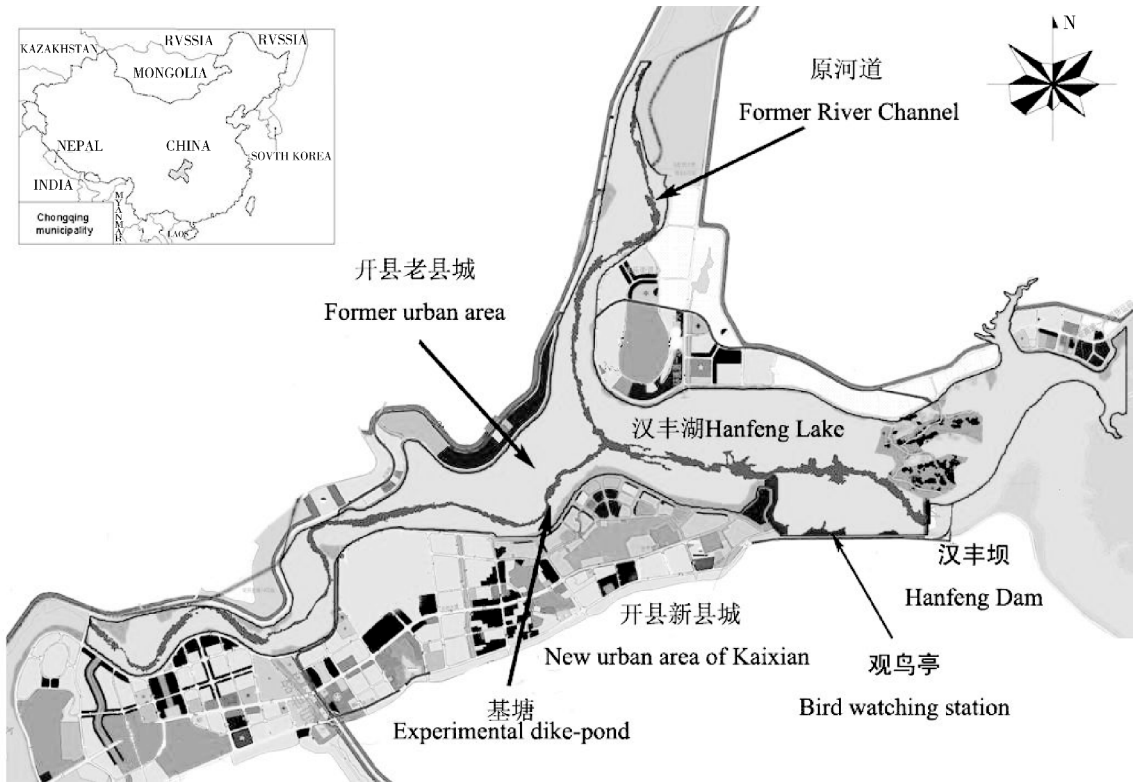 KAZAKHSTAN
RVSSIA
RVSSIA
MONGOLIA
NEPAL
CHINA
SOVTH KOREA
INDIA
MYANMAR
LAOS
Chongqing
municipality
N
原河道
Former River Channel
开县老县城
Former urban area
汉丰湖Hanfeng Lake
汉丰坝
Hanfeng Dam
开县新县城
New urban area of Kaixian
观鸟亭
Bird watching station
基塘
Experimental dike-pond